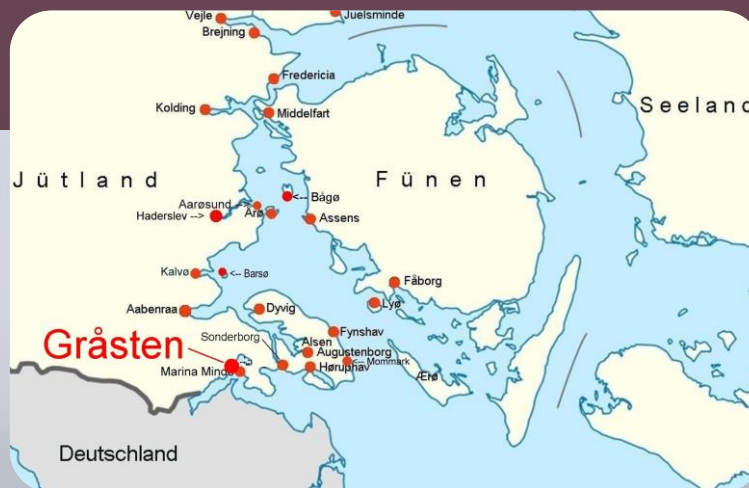 Vejle
Juelsminde
Brejning
Fredericia
Kolding
Middelfart
Seeland
Jütland
Fünen
Aarøsund -->
<-- Bågø
Haderslev -->
Årø
Assens
Kalvø
<-- Barsø
Fåborg
Aabenraa
Dyvig
Lyø
Fynshav
Sonderborg
Gråsten
Alsen
Augustenborg
<-- Mommark
Marina Minde
Høruphav
Ærø
Deutschland